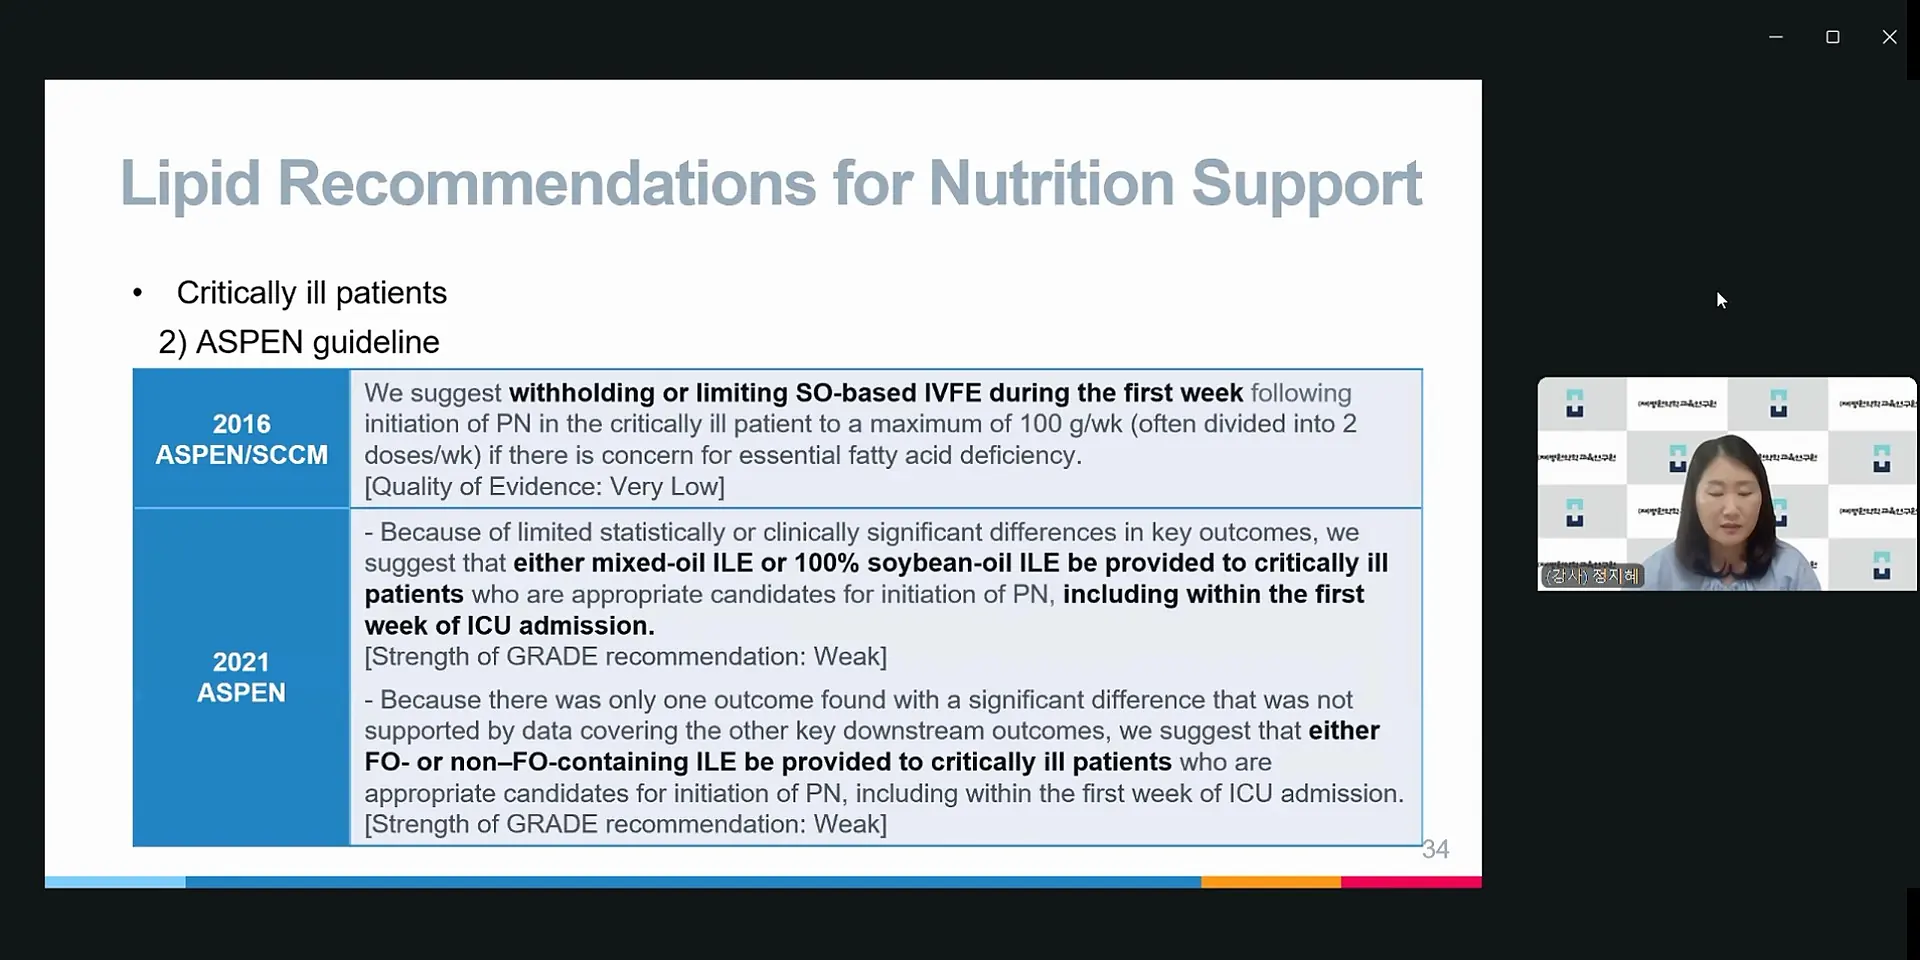 Lipid Recommendations for Nutrition Support
• Critically ill patients
2) ASPEN guideline
2016
ASPEN/SCCM
We suggest withholding or limiting SO-based IVFE during the first week following
initiation of PN in the critically ill patient to a maximum of 100 g/wk (often divided into 2
doses/wk) if there is concern for essential fatty acid deficiency.
[Quality of Evidence: Very Low]
2021
ASPEN
- Because of limited statistically or clinically significant differences in key outcomes, we
suggest that either mixed-oil ILE or 100% soybean-oil ILE be provided to critically ill
patients who are appropriate candidates for initiation of PN, including within the first
week of ICU admission.
[Strength of GRADE recommendation: Weak]
- Because there was only one outcome found with a significant difference that was not
supported by data covering the other key downstream outcomes, we suggest that either
FO- or non–FO-containing ILE be provided to critically ill patients who are
appropriate candidates for initiation of PN, including within the first week of ICU admission.
[Strength of GRADE recommendation: Weak]
34
(강사) 정지혜